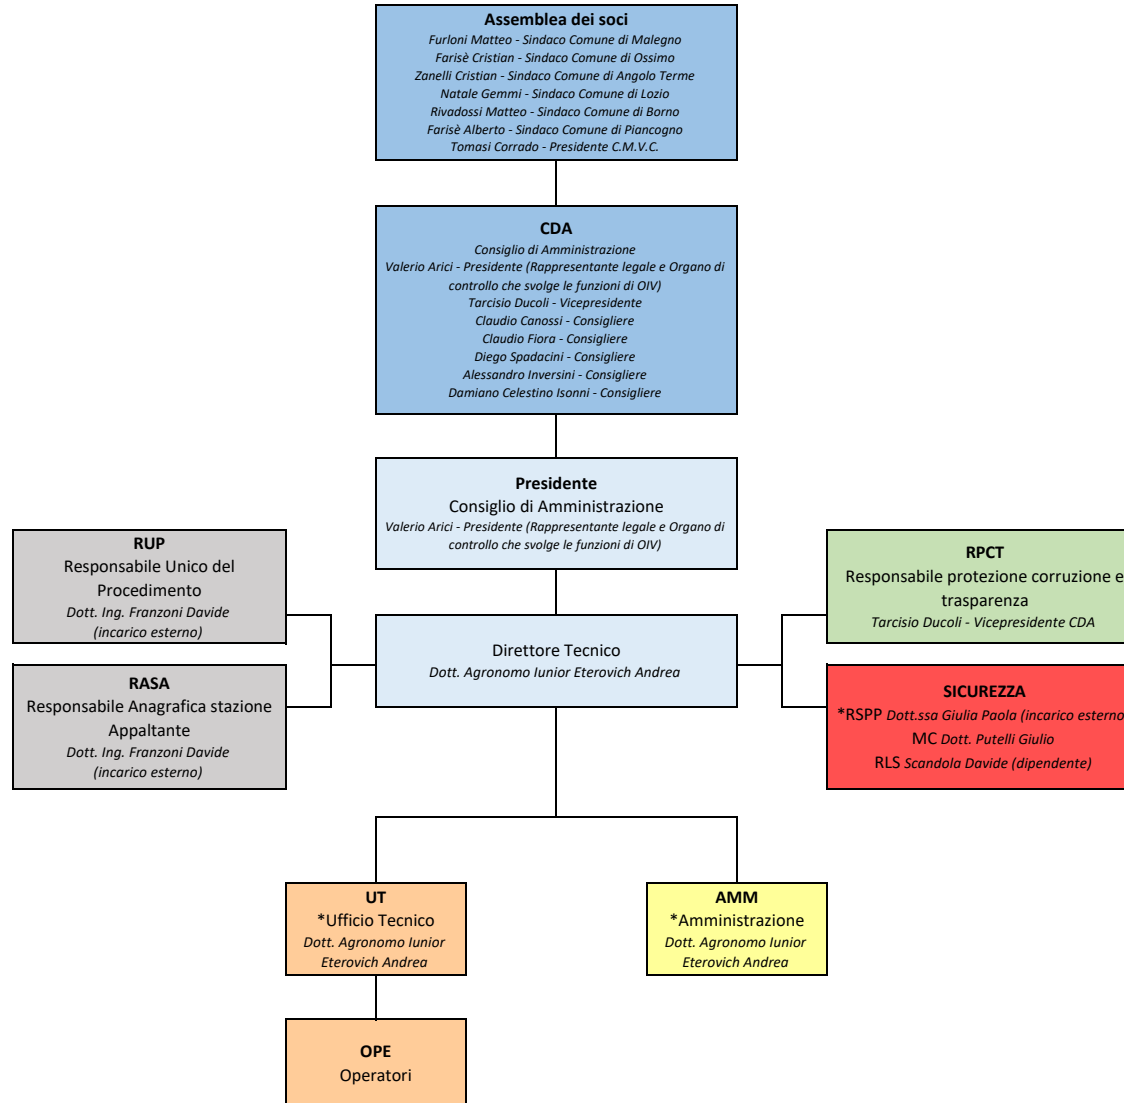 Assemblea dei soci
Furloni Matteo - Sindaco Comune di Malegno
Farisè Cristian - Sindaco Comune di Ossimo
Zanelli Cristian - Sindaco Comune di Angolo Terme
Natale Gemmi - Sindaco Comune di Lozio
Rivadossi Matteo - Sindaco Comune di Borno
Farisè Alberto - Sindaco Comune di Piancogno
Tomasi Corrado - Presidente C.M.V.C.
CDA
Consiglio di Amministrazione
Valerio Arici - Presidente (Rappresentante legale e Organo di
controllo che svolge le funzioni di OIV)
Tarcisio Ducoli - Vicepresidente
Claudio Canossi - Consigliere
Claudio Fiora - Consigliere
Diego Spadacini - Consigliere
Alessandro Inversini - Consigliere
Damiano Celestino Isonni - Consigliere
Presidente
Consiglio di Amministrazione
Valerio Arici - Presidente (Rappresentante legale e Organo di
controllo che svolge le funzioni di OIV)
RUP
Responsabile Unico del
Procedimento
Dott. Ing. Franzoni Davide
(incarico esterno)
RPCT
Responsabile protezione corruzione e
trasparenza
Tarcisio Ducoli - Vicepresidente CDA
Direttore Tecnico
Dott. Agronomo Iunior Eterovich Andrea
RASA
Responsabile Anagrafica stazione
Appaltante
Dott. Ing. Franzoni Davide
(incarico esterno)
SICUREZZA
*RSPP Dott.ssa Giulia Paola (incarico esterno
MC Dott. Putelli Giulio
RLS Scandola Davide (dipendente)
UT
*Ufficio Tecnico
Dott. Agronomo Iunior
Eterovich Andrea
AMM
*Amministrazione
Dott. Agronomo Iunior
Eterovich Andrea
OPE
Operatori